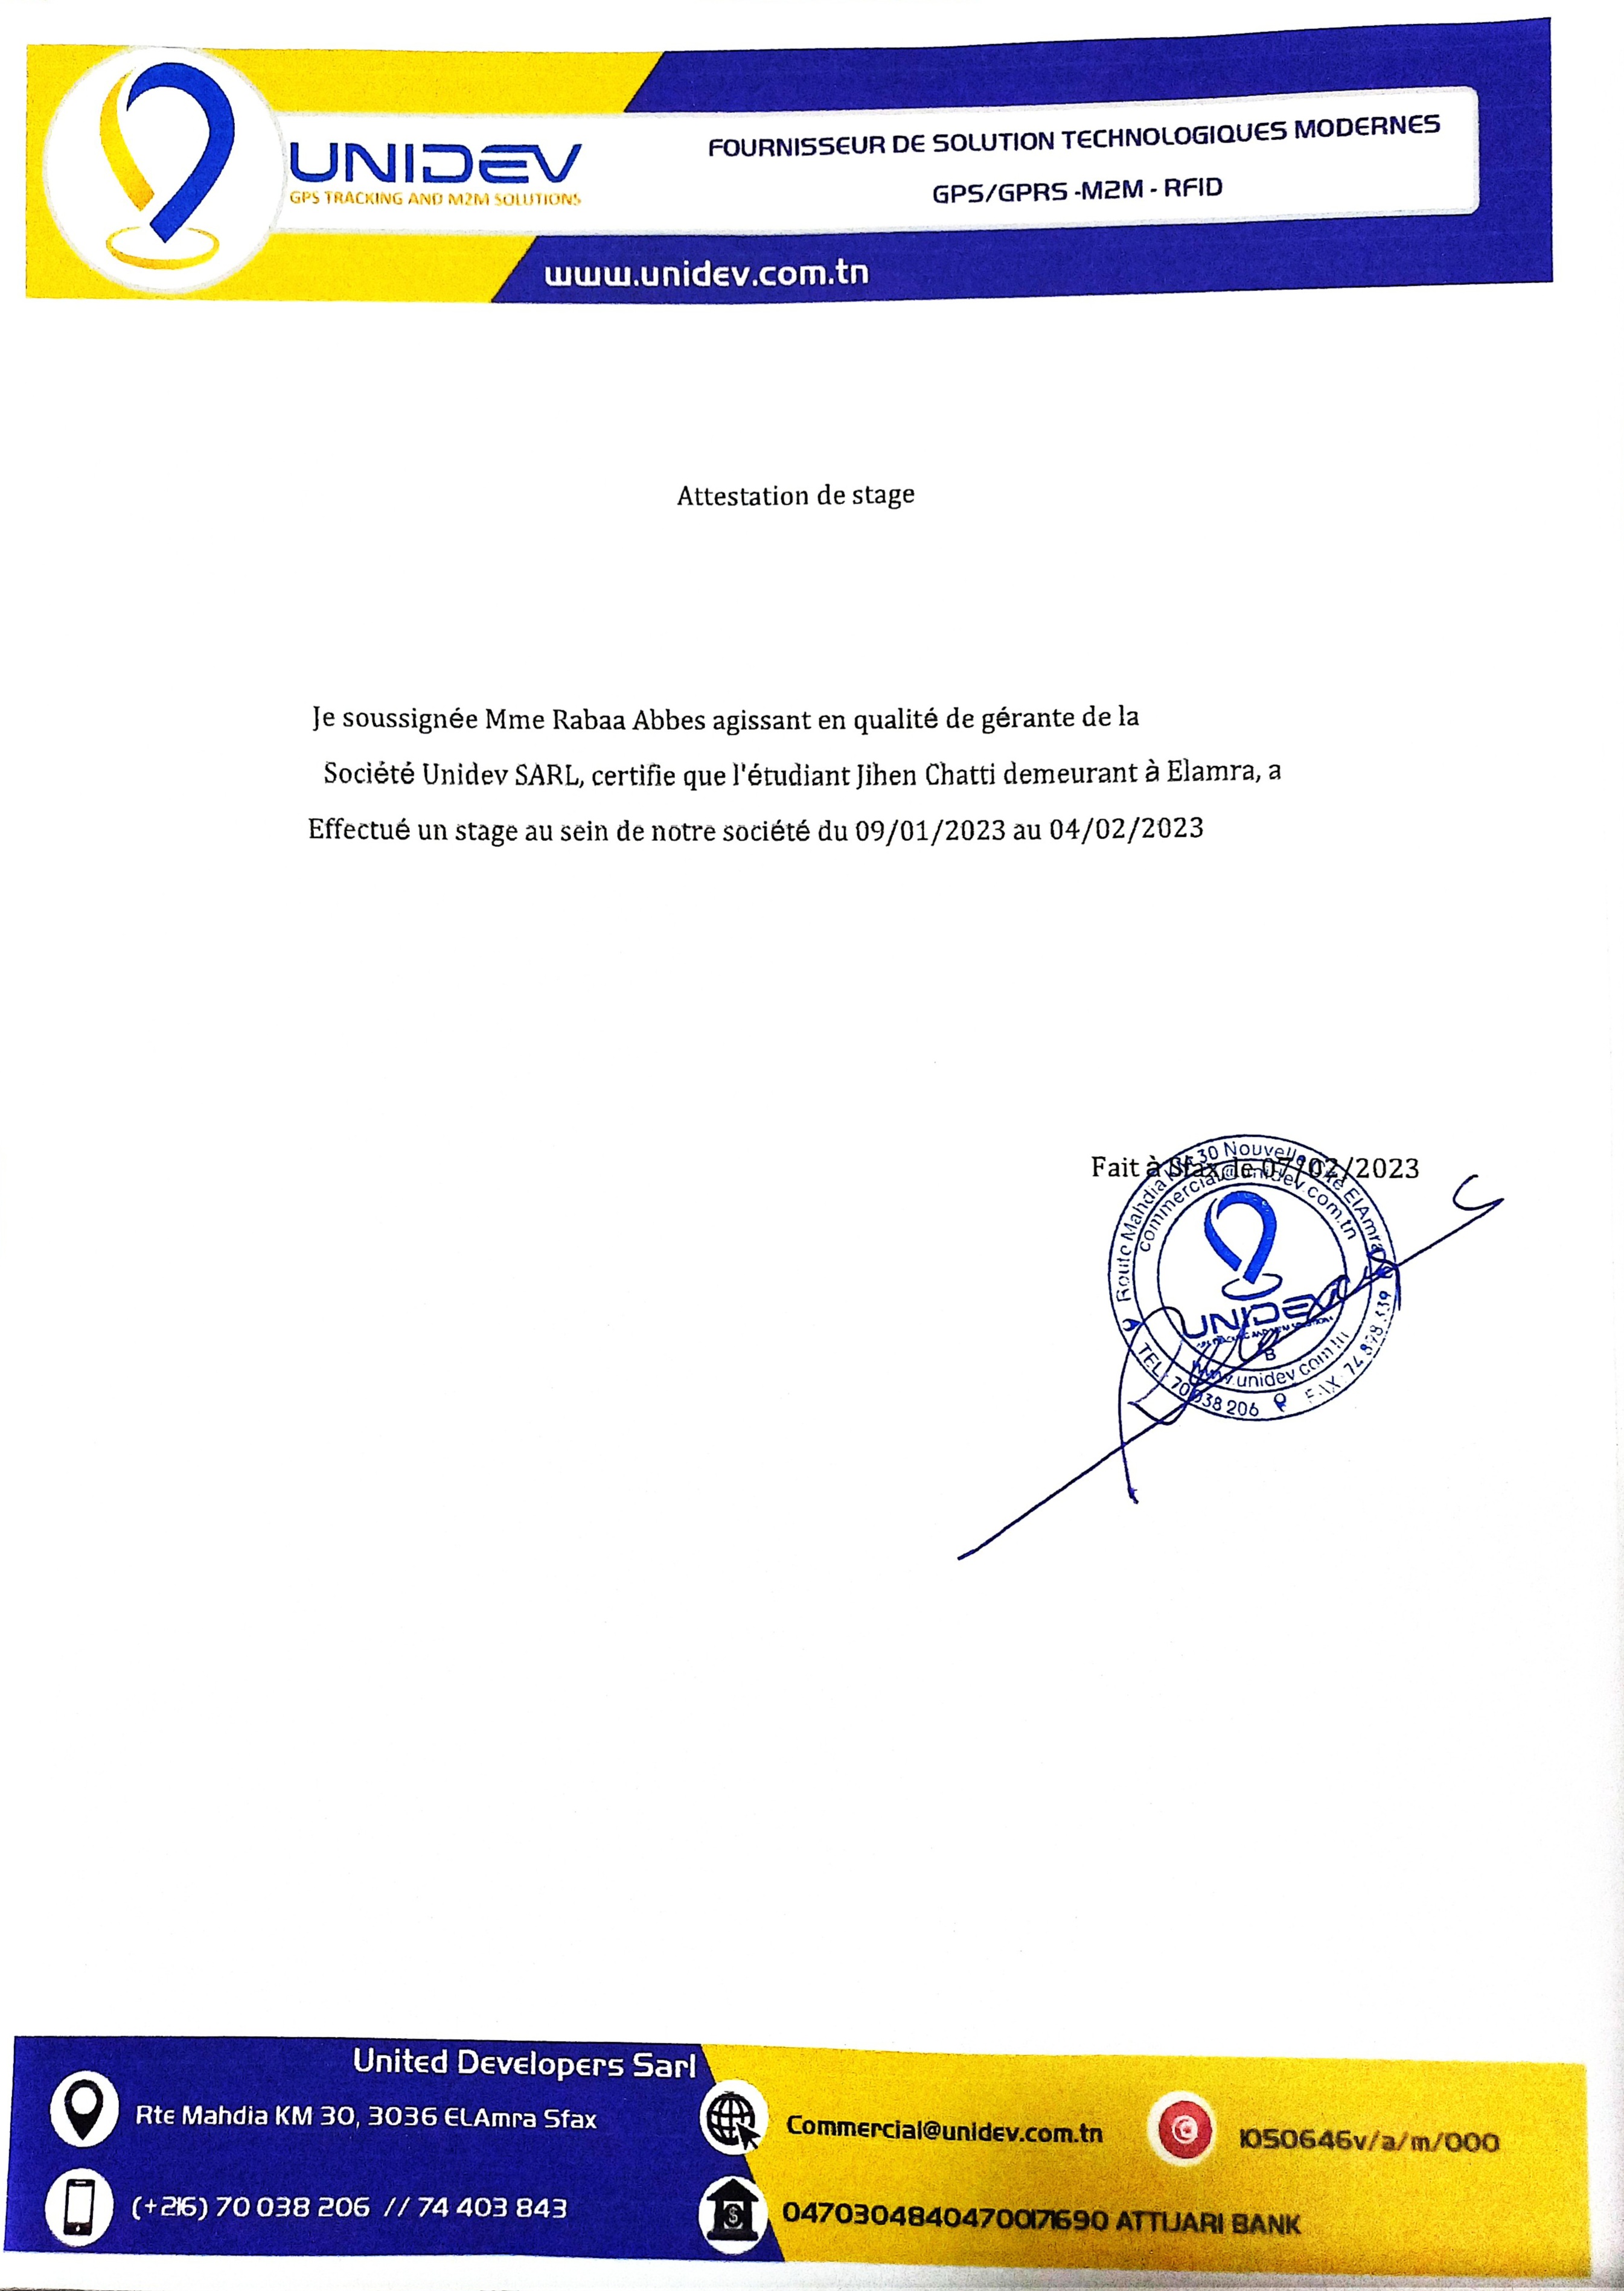 UNIDEV
GPS TRACKING AND M2M SOLUTIONS
FOURNISSEUR DE SOLUTION TECHNOLOGIQUES MODERNES
GPS/GPRS -M2M - RFID
www.unidev.com.tn
Attestation de stage
Je soussignée Mme Rabaa Abbes agissant en qualité de gérante de la
Société Unidev SARL, certifie que l'étudiant Jihen Chatti demeurant à Elamra, a
Effectué un stage au sein de notre société du 09/01/2023 au 04/02/2023
Fait à Sfax le 07/02/2023
Route Mahdia KM 30 Nouvelle Cité ElAmra
commercial@unidev.com.tn
UNIDEV
www.unidev.com.tn
TEL: 70 038 206
FAX: 74 898 339
United Developers Sarl
Rte Mahdia KM 30, 3036 ELAmra Sfax
(+216) 70 038 206 // 74 403 843
Commercial@unidev.com.tn
1050646v/a/m/000
04703048404700171690 ATTIJARI BANK